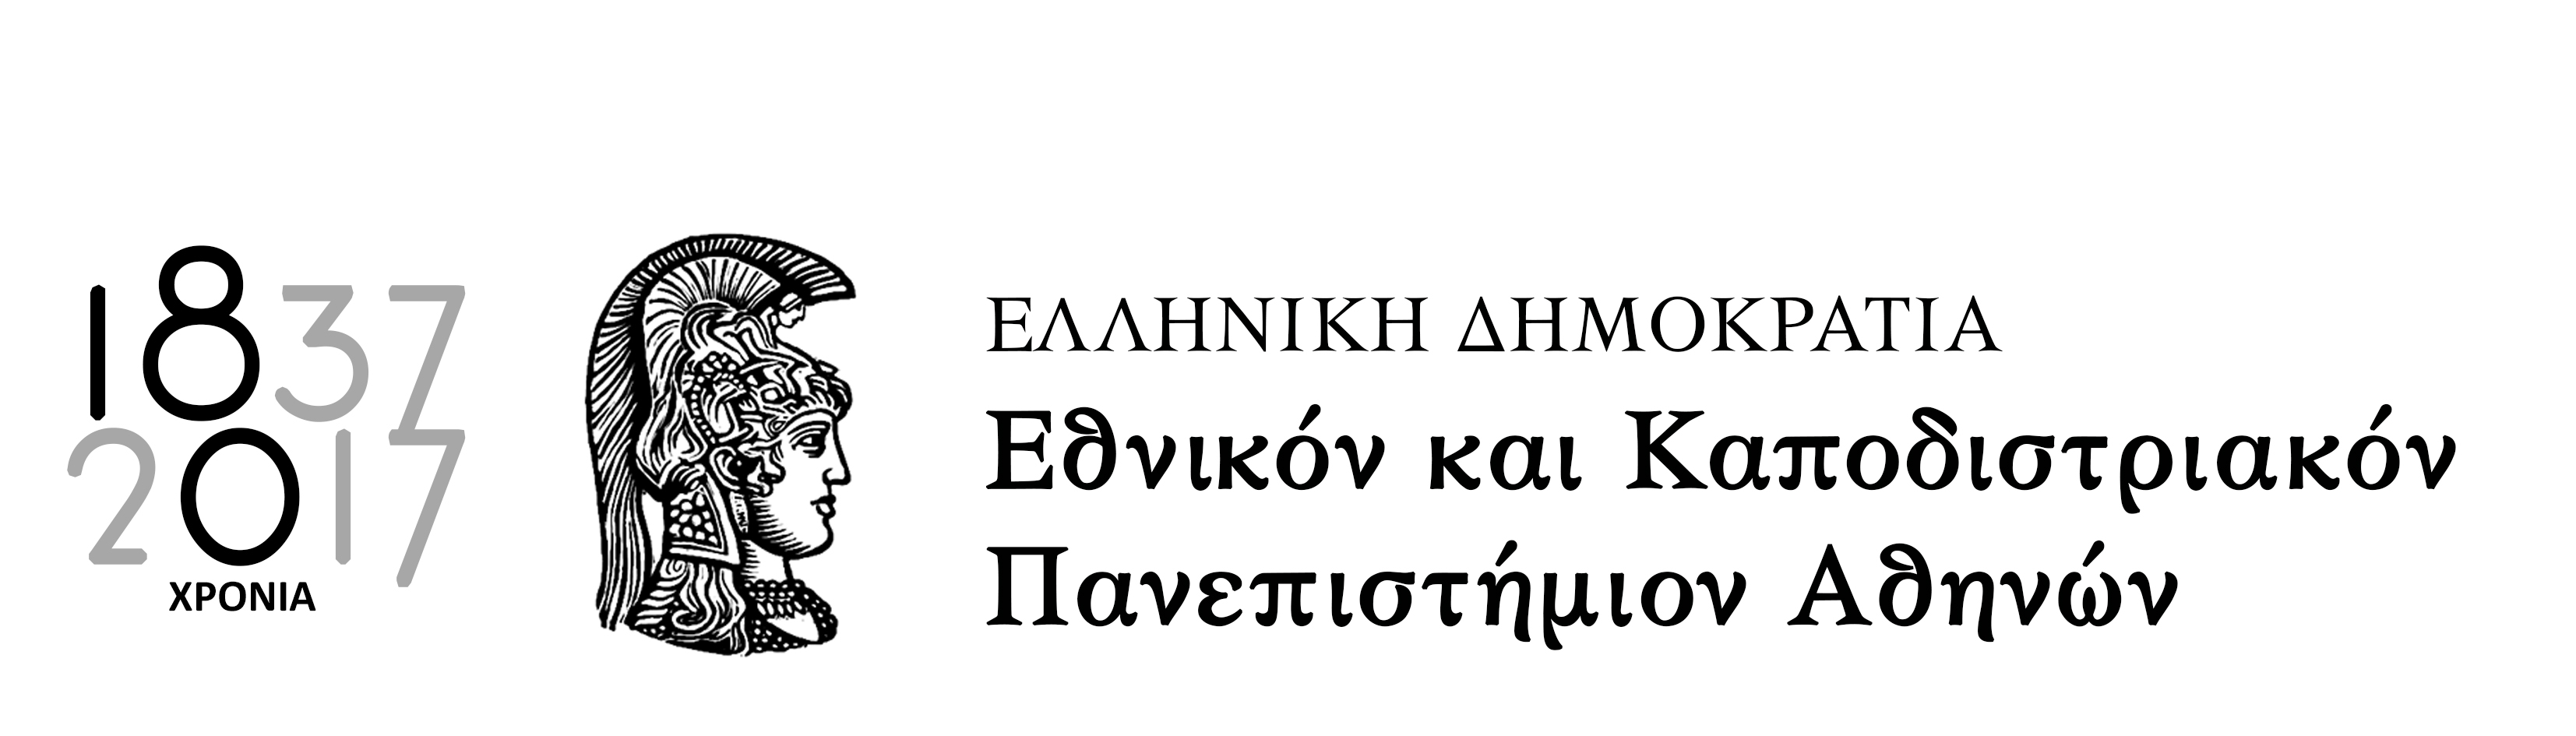 1837
2017
ΧΡΟΝΙΑ
ΕΛΛΗΝΙΚΗ ΔΗΜΟΚΡΑΤΙΑ
Εθνικόν και Καποδιστριακόν
Πανεπιστήμιον Αθηνών